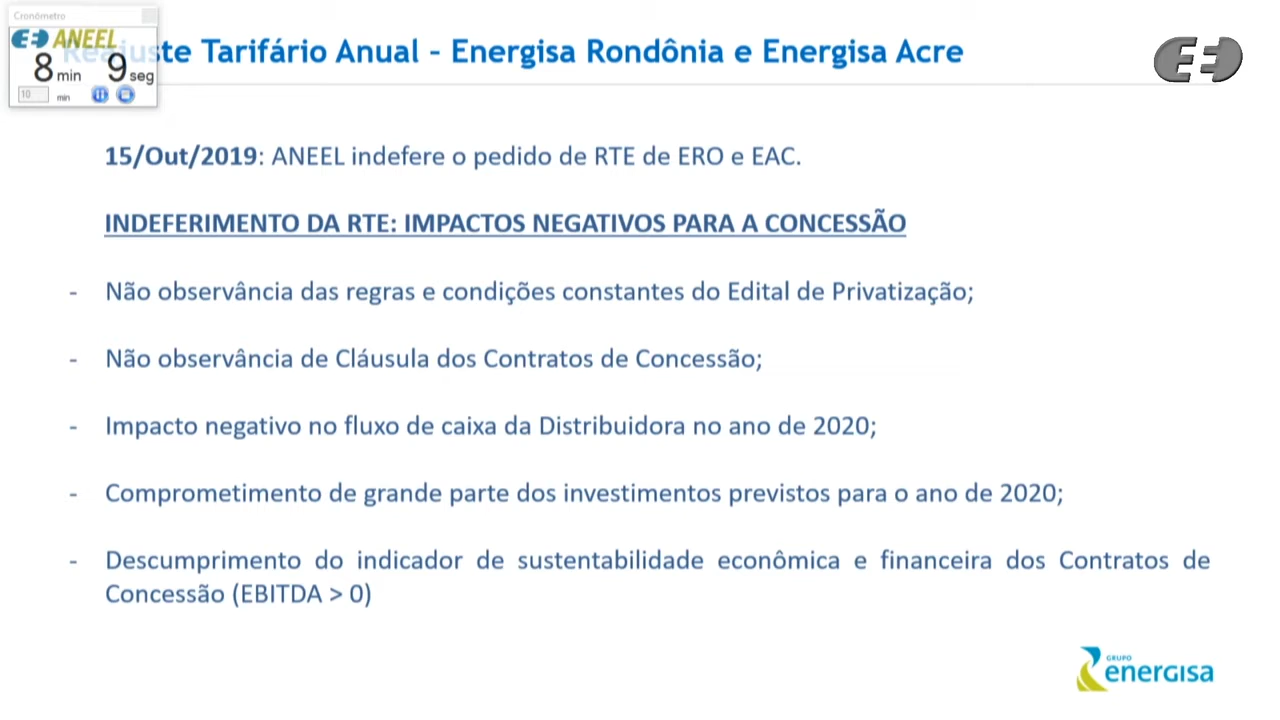 Cronômetro
ANEEL
8 min 9 seg
10 min
Reajuste Tarifário Anual – Energisa Rondônia e Energisa Acre
15/Out/2019: ANEEL indefere o pedido de RTE de ERO e EAC.
INDEFERIMENTO DA RTE: IMPACTOS NEGATIVOS PARA A CONCESSÃO
- Não observância das regras e condições constantes do Edital de Privatização;
- Não observância de Cláusula dos Contratos de Concessão;
- Impacto negativo no fluxo de caixa da Distribuidora no ano de 2020;
- Comprometimento de grande parte dos investimentos previstos para o ano de 2020;
- Descumprimento do indicador de sustentabilidade econômica e financeira dos Contratos de
Concessão (EBITDA > 0)
GRUPO
energisa